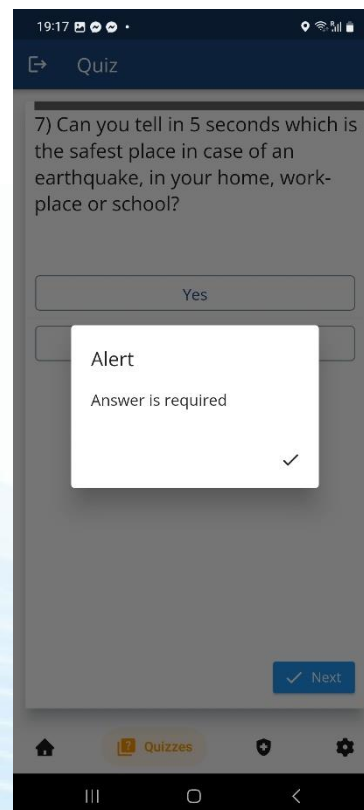 19:17
Quiz
7) Can you tell in 5 seconds which is
the safest place in case of an
earthquake, in your home, work-
place or school?
Yes
Alert
Answer is required
Next
Quizzes